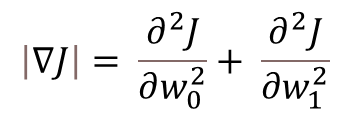 |∇J| = ∂²J/∂w₀² + ∂²J/∂w₁²